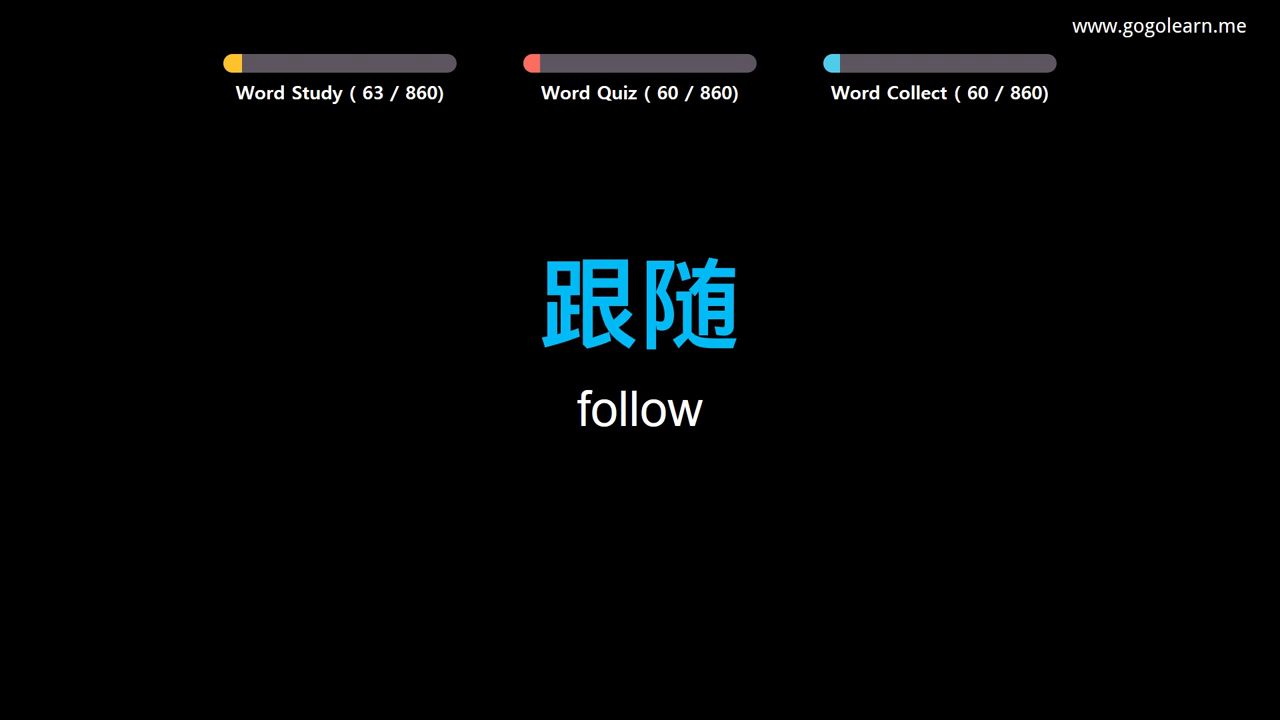 www.gogolearn.me
Word Study ( 63 / 860)
Word Quiz ( 60 / 860)
Word Collect ( 60 / 860)
跟随
follow